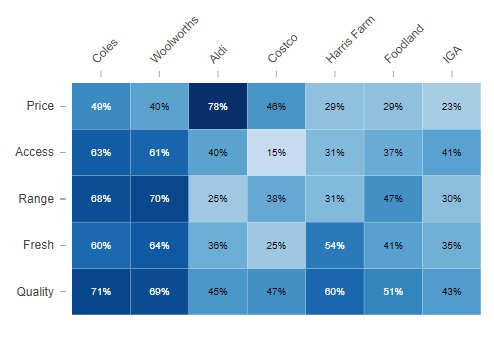 Coles Woolworths Aldi Costco Harris Farm Foodland IGA
Price 49% 40% 78% 46% 29% 29% 23%
Access 63% 61% 40% 15% 31% 37% 41%
Range 68% 70% 25% 38% 31% 47% 30%
Fresh 60% 64% 36% 25% 54% 41% 35%
Quality 71% 69% 45% 47% 60% 51% 43%